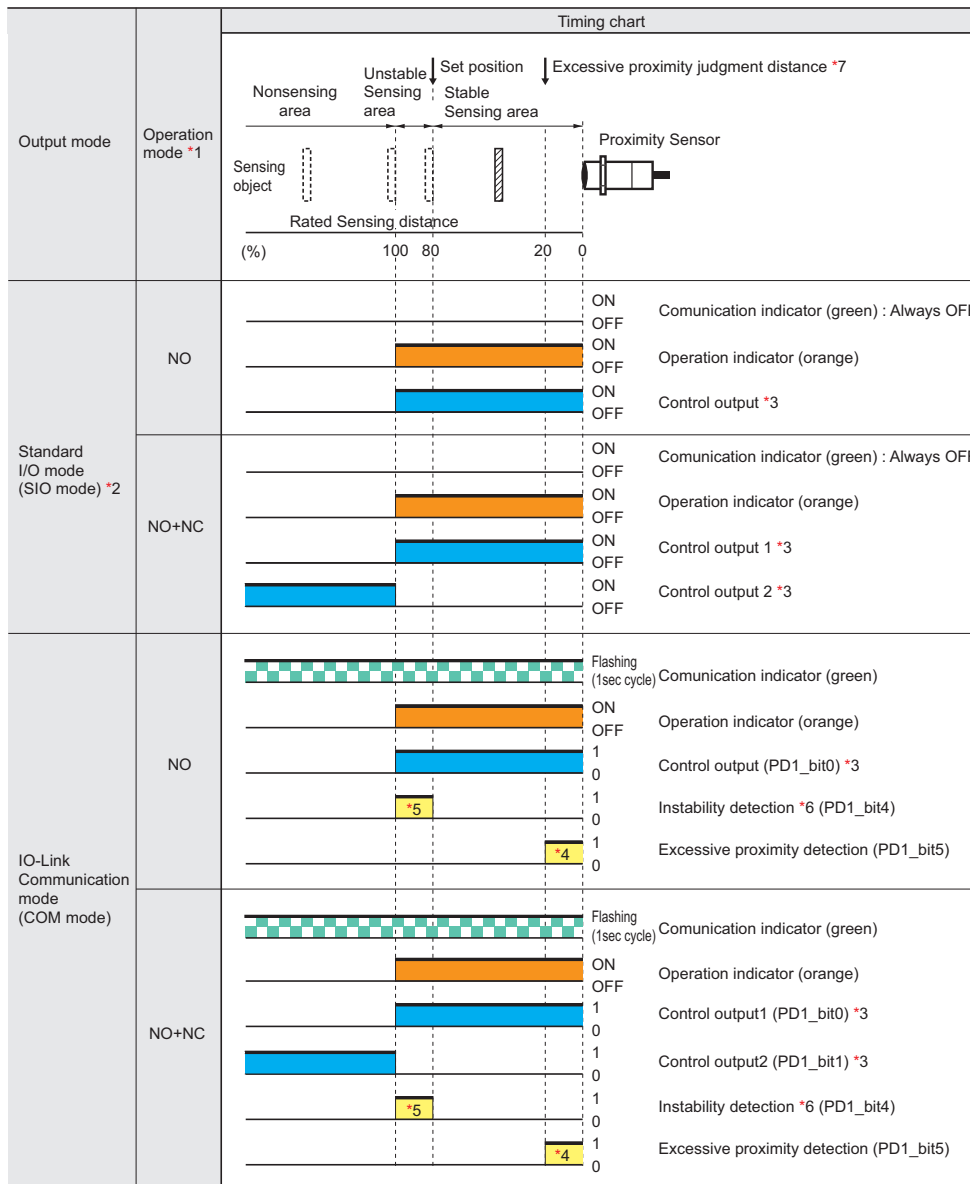 Timing chart
Output mode
Operation
mode *1
Set position
Excessive proximity judgment distance *7
Unstable
Sensing
area
Nonsensing
area
Stable
Sensing area
Proximity Sensor
Sensing
object
Rated Sensing distance
(%)
100
80
20
0
Standard
I/O mode
(SIO mode) *2
NO
ON
OFF
Comunication indicator (green) : Always OFF
ON
OFF
Operation indicator (orange)
ON
OFF
Control output *3
NO+NC
ON
OFF
Comunication indicator (green) : Always OFF
ON
OFF
Operation indicator (orange)
ON
OFF
Control output 1 *3
ON
OFF
Control output 2 *3
IO-Link
Communication
mode
(COM mode)
NO
Flashing
(1sec cycle)
Comunication indicator (green)
ON
OFF
Operation indicator (orange)
1
0
Control output (PD1_bit0) *3
*5
1
0
Instability detection *6 (PD1_bit4)
*4
1
0
Excessive proximity detection (PD1_bit5)
NO+NC
Flashing
(1sec cycle)
Comunication indicator (green)
ON
OFF
Operation indicator (orange)
1
0
Control output1 (PD1_bit0) *3
1
0
Control output2 (PD1_bit1) *3
*5
1
0
Instability detection *6 (PD1_bit4)
*4
1
0
Excessive proximity detection (PD1_bit5)